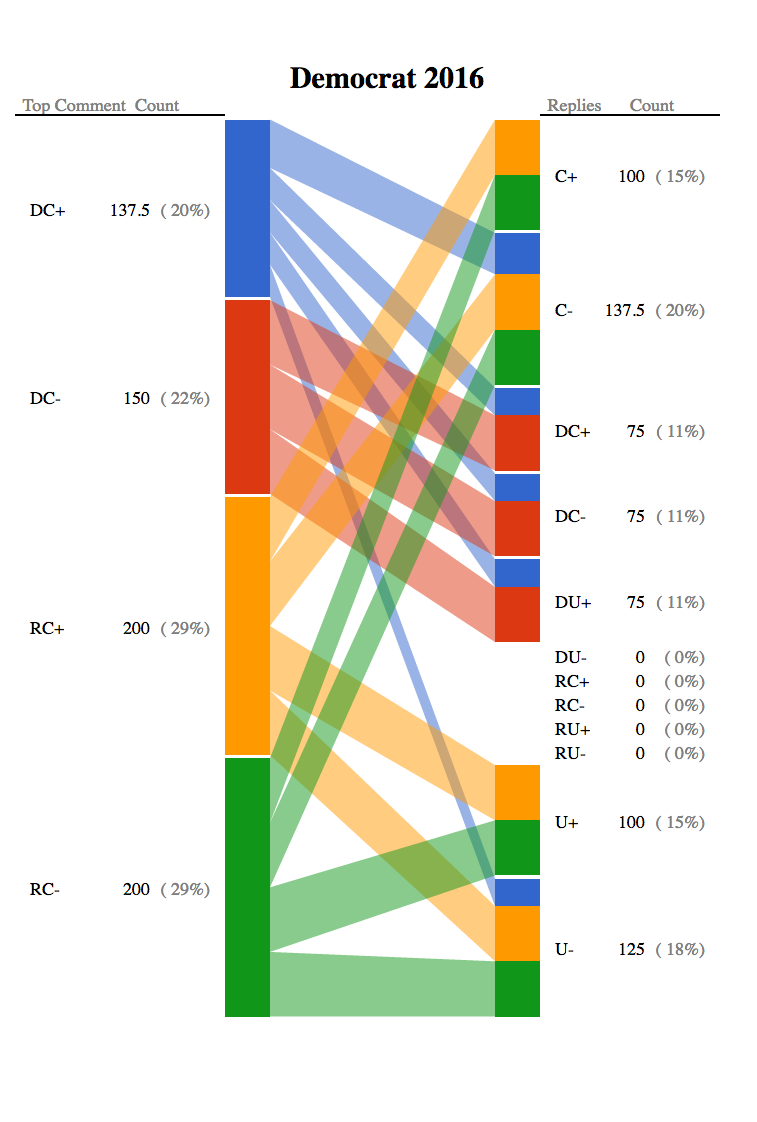 Democrat 2016
Top Comment Count
Replies Count
DC+ 137.5 ( 20%)
DC- 150 ( 22%)
RC+ 200 ( 29%)
RC- 200 ( 29%)
C+ 100 ( 15%)
C- 137.5 ( 20%)
DC+ 75 ( 11%)
DC- 75 ( 11%)
DU+ 75 ( 11%)
DU- 0 ( 0%)
RC+ 0 ( 0%)
RC- 0 ( 0%)
RU+ 0 ( 0%)
RU- 0 ( 0%)
U+ 100 ( 15%)
U- 125 ( 18%)